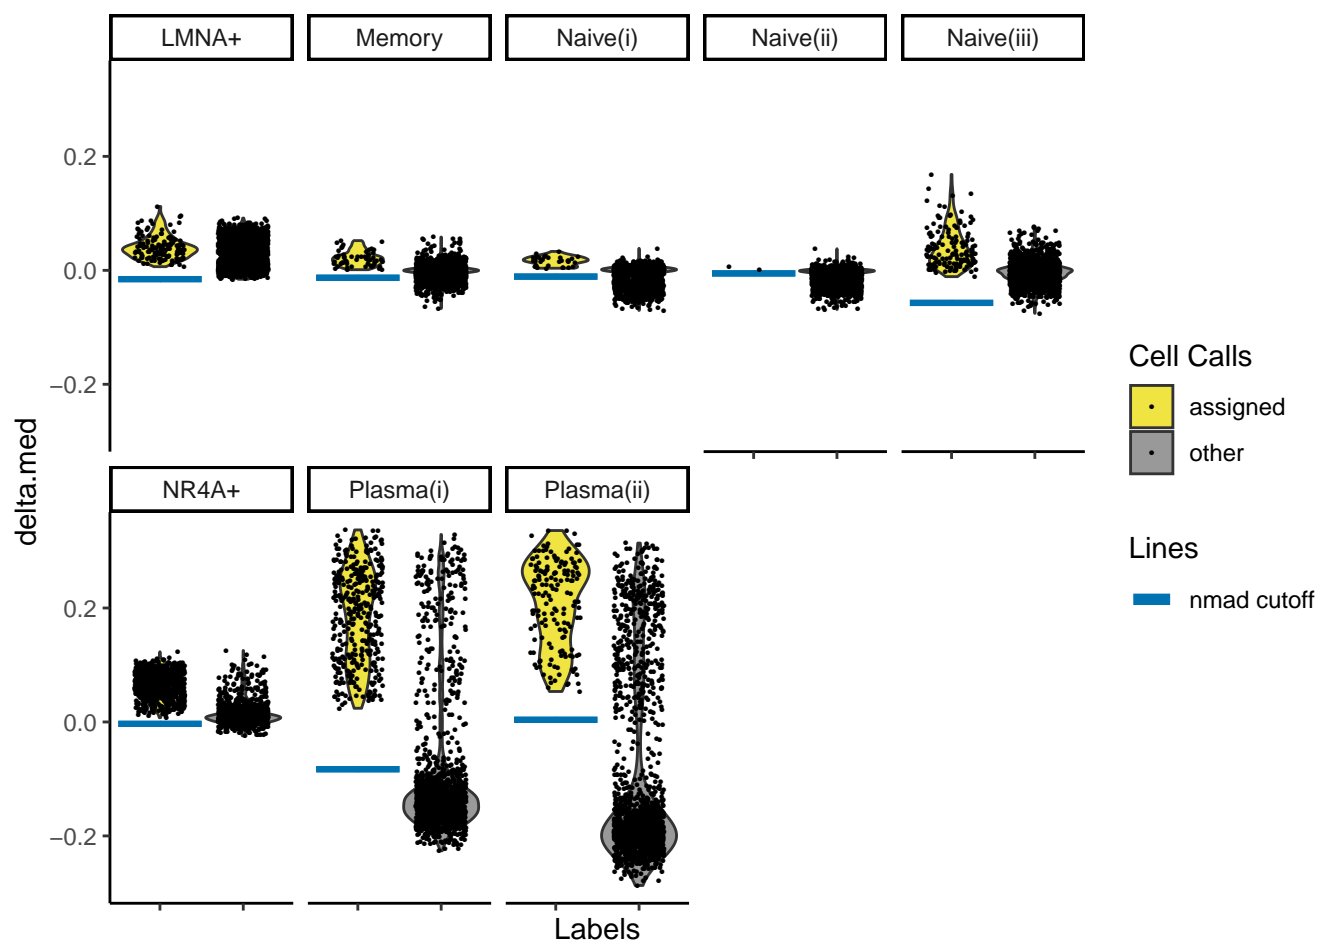 LMNA+
Memory
Naive(i)
Naive(ii)
Naive(iii)
0.2
0.0
−0.2
NR4A+
Plasma(i)
Plasma(ii)
0.2
0.0
−0.2
delta.med
Labels
Cell Calls
assigned
other
Lines
nmad cutoff